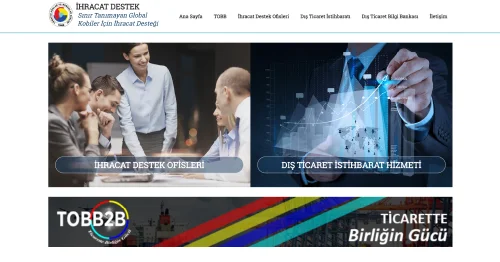 İHRACAT DESTEK
Sınır Tanımayan Global
Kobiler İçin İhracat Desteği
Ana Sayfa TOBB İhracat Destek Ofisleri Dış Ticaret İstihbaratı Dış Ticaret Bilgi Bankası İletişim
İHRACAT DESTEK OFİSLERİ
DIŞ TİCARET İSTİHBARAT HİZMETİ
TOBB2B
TİCARETTE
Birliğin Gücü